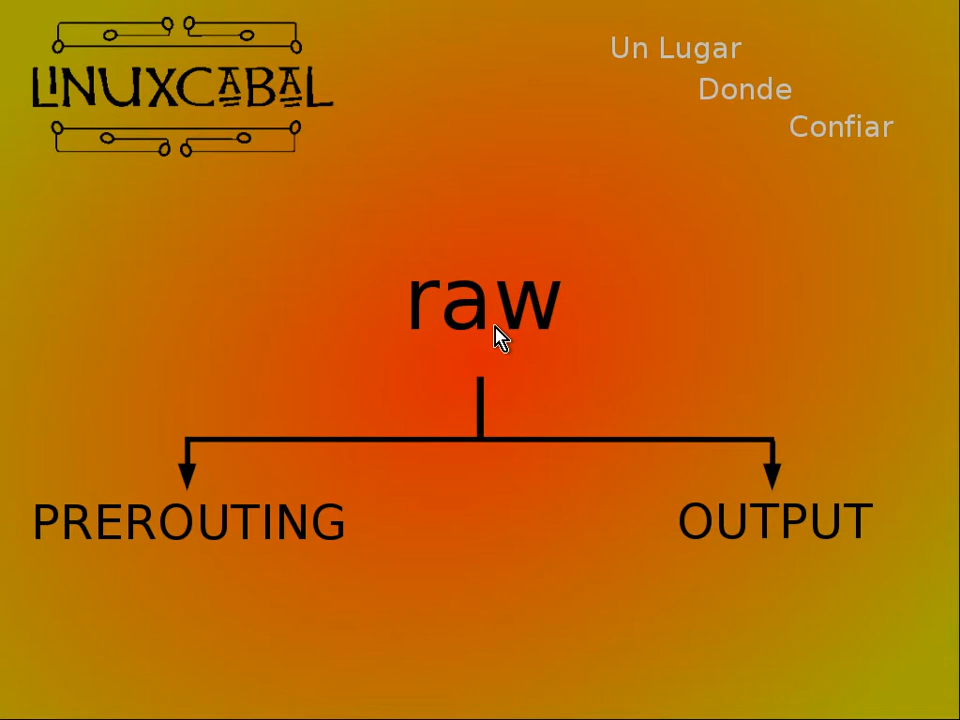 LINUXCABAL
Un Lugar
Donde
Confiar
raw
PREROUTING
OUTPUT